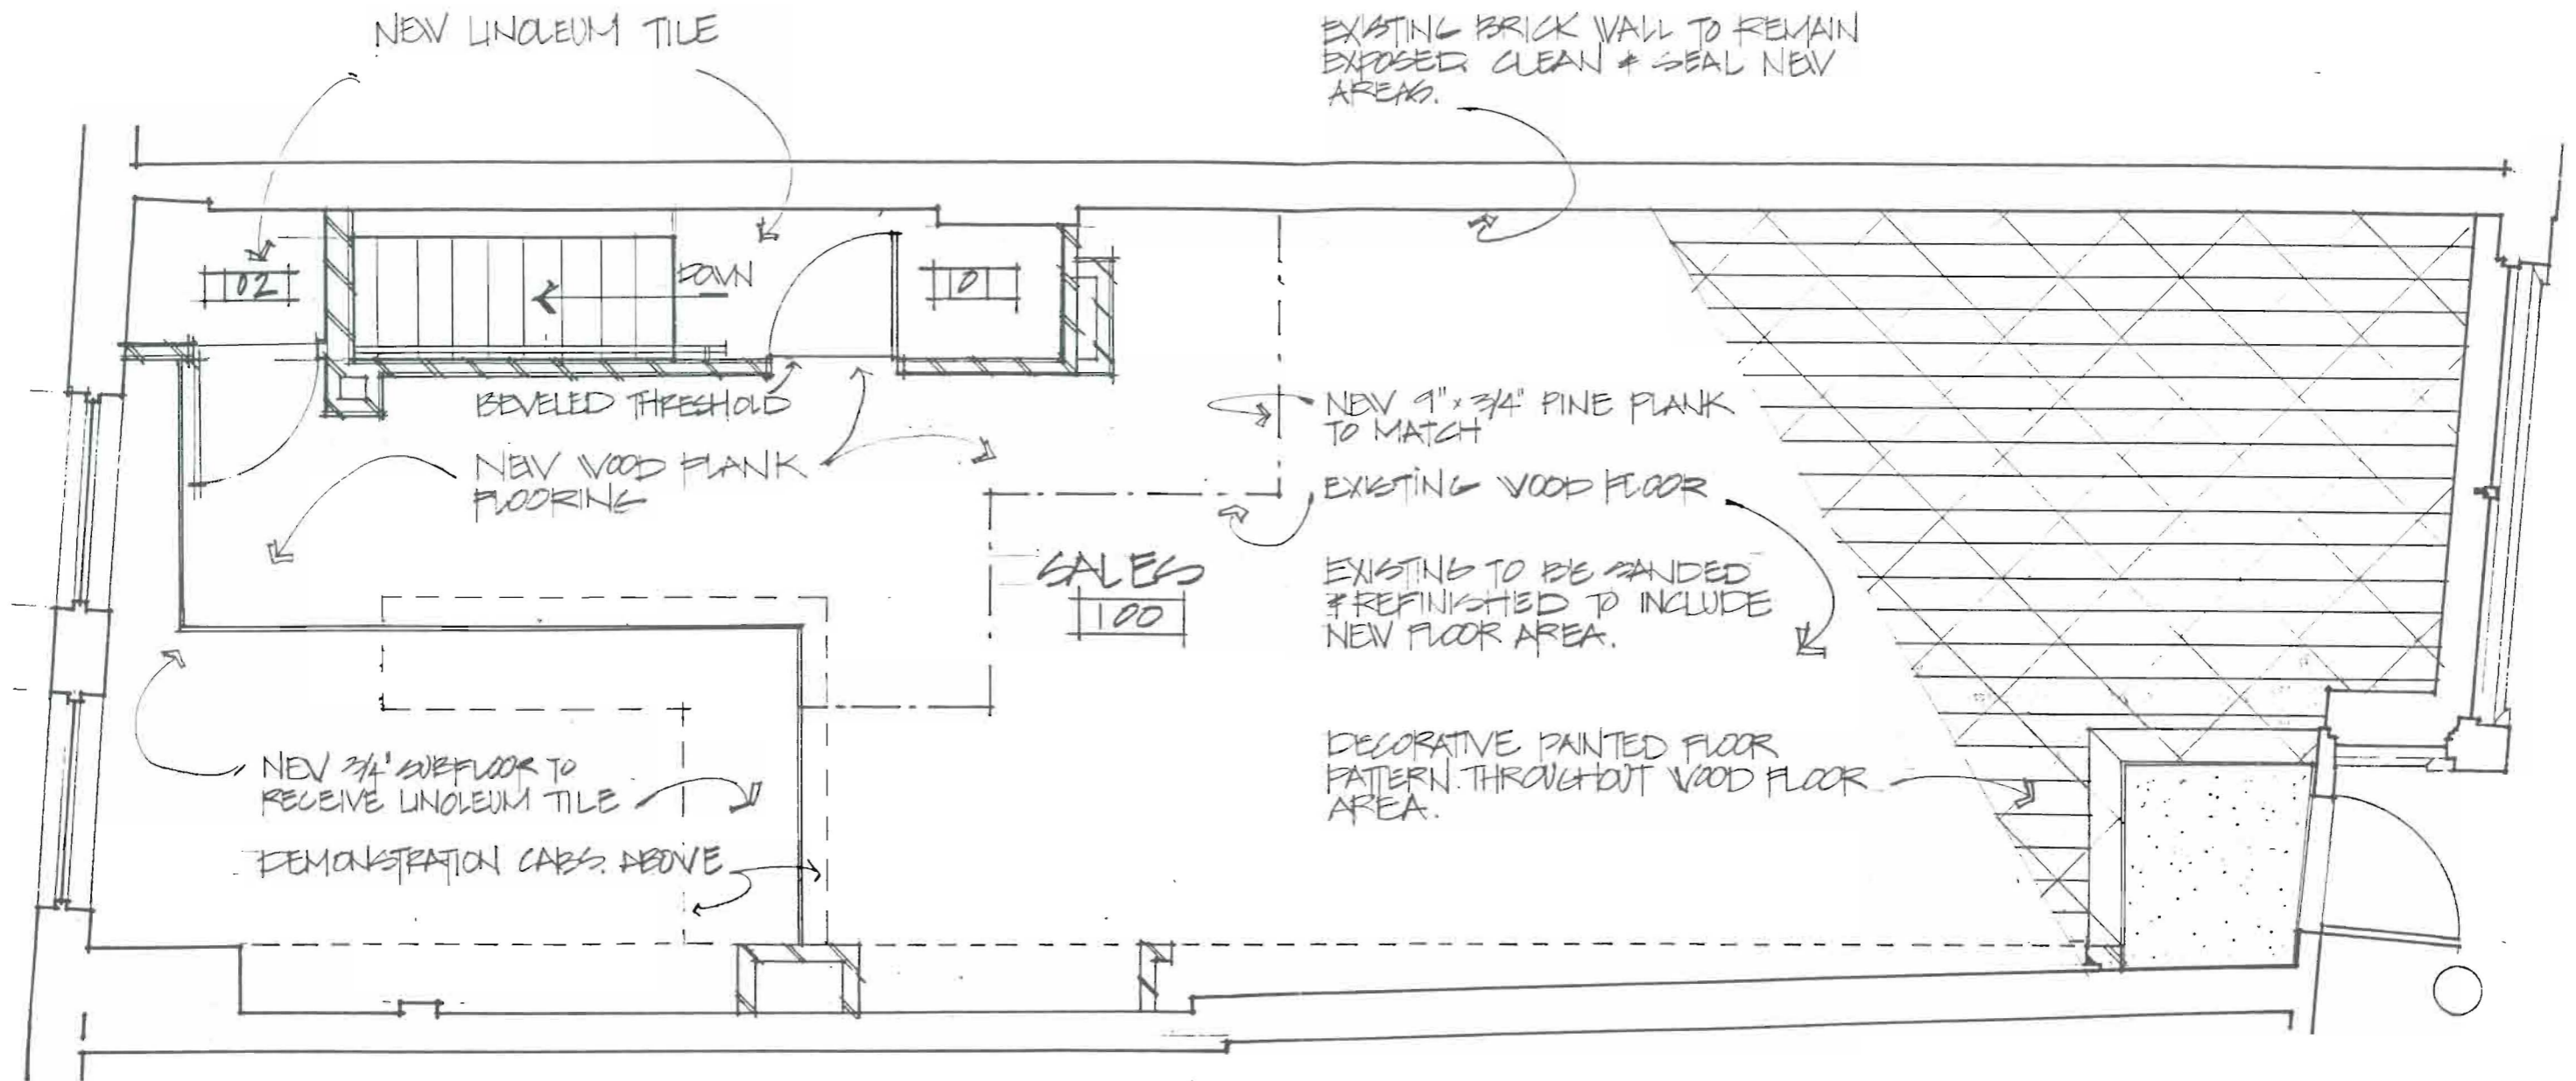 NEW LINOLEUM TILE
EXISTING BRICK WALL TO REMAIN
EXPOSED. CLEAN & SEAL NEW
AREAS.
102
DOWN
101
BEVELED THRESHOLD
NEW WOOD PLANK
FLOORING
NEW 9" x 3/4" PINE PLANK
TO MATCH
EXISTING WOOD FLOOR
SALES
100
EXISTING TO BE SANDED
& REFINISHED TO INCLUDE
NEW FLOOR AREA.
DECORATIVE PAINTED FLOOR
PATTERN THROUGHOUT WOOD FLOOR
AREA.
NEW 3/4" SUBFLOOR TO
RECEIVE LINOLEUM TILE
DEMONSTRATION CABS. ABOVE